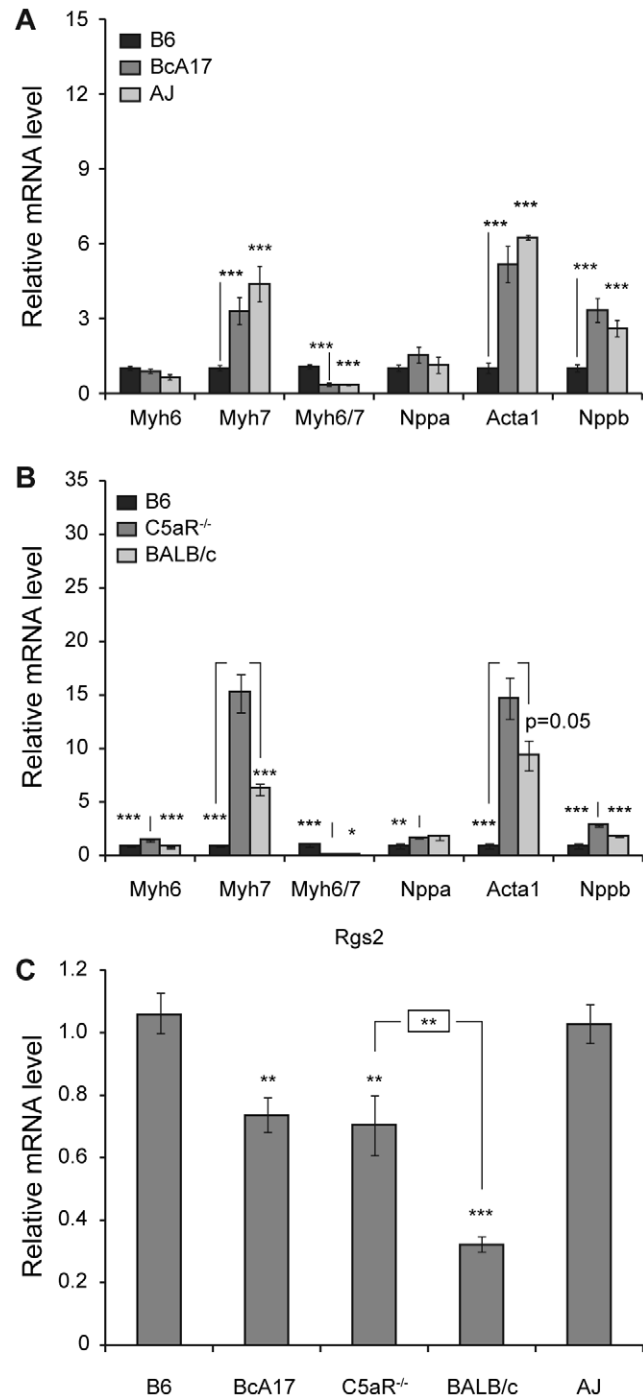 A
15
12
9
6
3
0
Relative mRNA level
B6
BcA17
AJ
***
***
***
***
***
***
***
***
Myh6 Myh7 Myh6/7 Nppa Acta1 Nppb
B
35
30
25
20
15
10
5
0
Relative mRNA level
B6
C5aR-/-
BALB/c
p=0.05
*** *** *** *** *** * ** *** *** ***
Myh6 Myh7 Myh6/7 Nppa Acta1 Nppb
Rgs2
C
1.2
1.0
0.8
0.6
0.4
0.2
0
Relative mRNA level
**
**
**
***
B6 BcA17 C5aR-/- BALB/c AJ